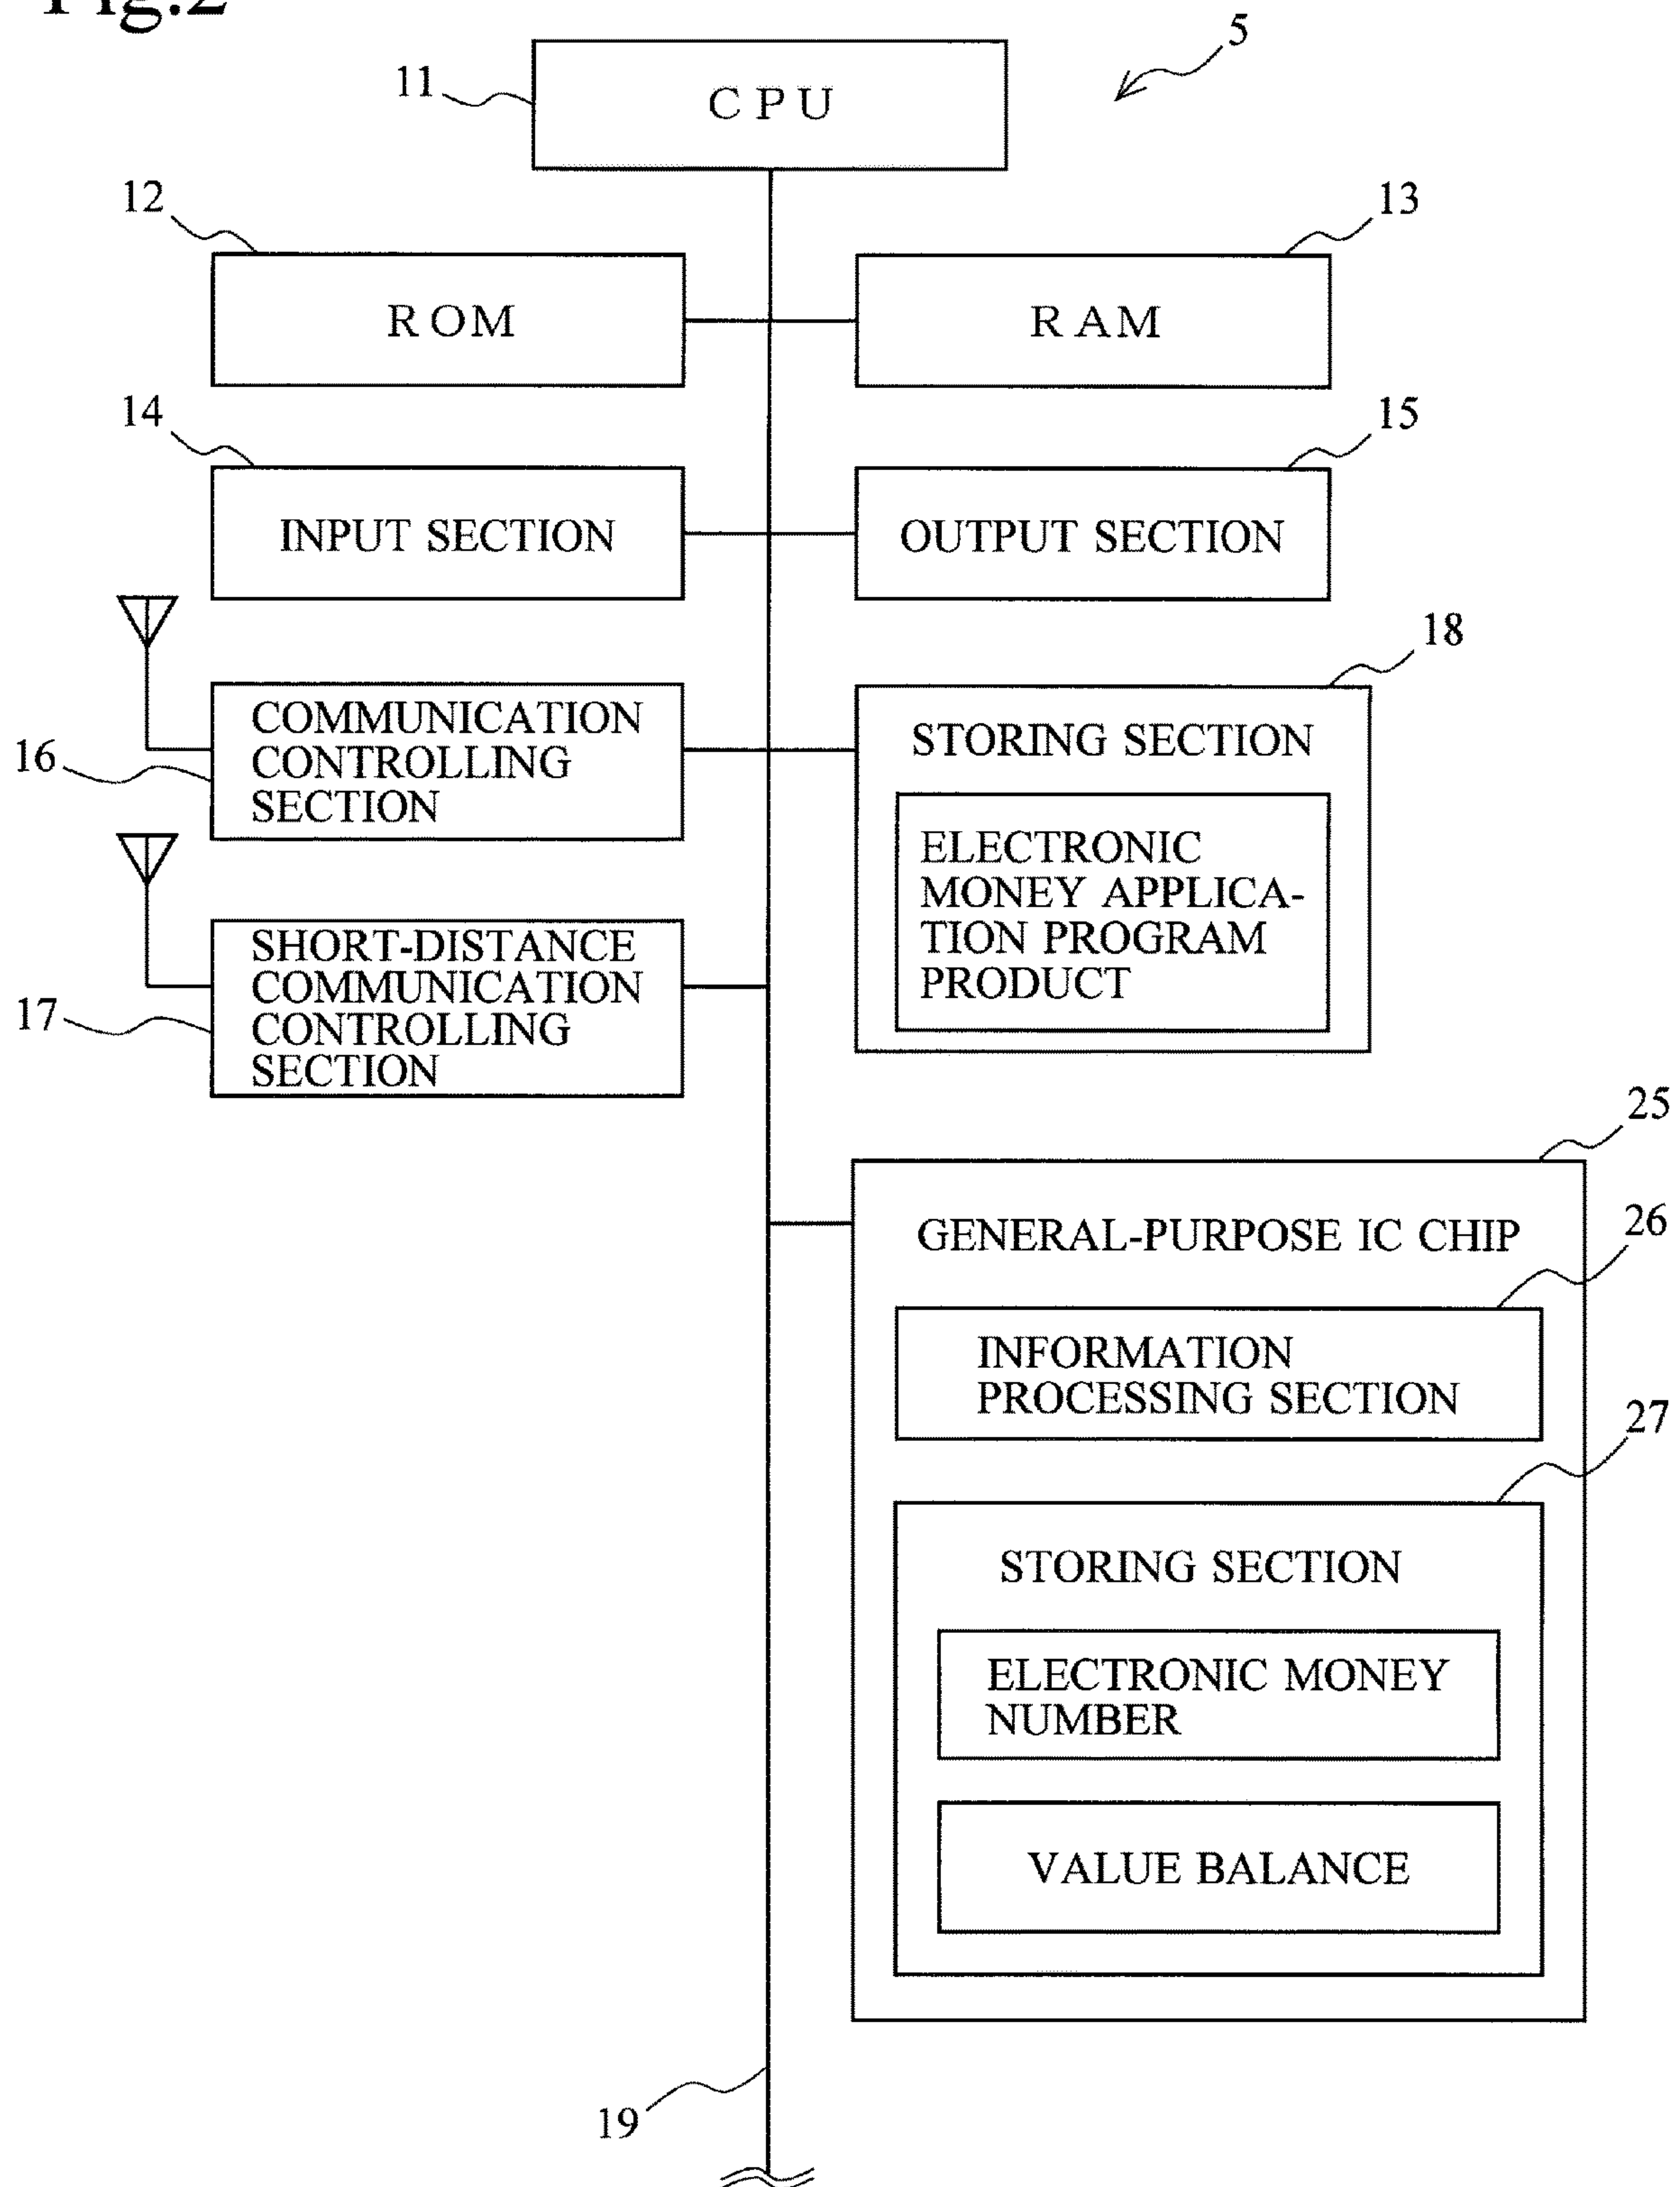 Fig.2
5
11
CPU
12
13
ROM
RAM
14
15
INPUT SECTION
OUTPUT SECTION
18
16
COMMUNICATION
CONTROLLING
SECTION
STORING SECTION
ELECTRONIC
MONEY APPLICA-
TION PROGRAM
PRODUCT
17
SHORT-DISTANCE
COMMUNICATION
CONTROLLING
SECTION
25
GENERAL-PURPOSE IC CHIP
26
INFORMATION
PROCESSING SECTION
27
STORING SECTION
ELECTRONIC MONEY
NUMBER
VALUE BALANCE
19